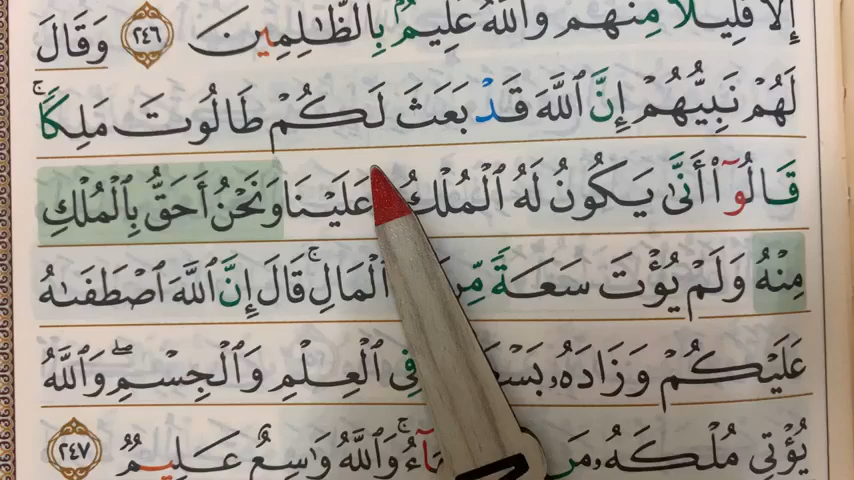 إِلَّا قَلِيلًا مِّنْهُمْ وَٱللَّهُ عَلِيمٌۢ بِٱلظَّٰلِمِينَ ٢٤٦ وَقَالَ
لَهُمْ نَبِيُّهُمْ إِنَّ ٱللَّهَ قَدْ بَعَثَ لَكُمْ طَالُوتَ مَلِكًاۚ
قَالُوٓا۟ أَنَّىٰ يَكُونُ لَهُ ٱلْمُلْكُ عَلَيْنَا وَنَحْنُ أَحَقُّ بِٱلْمُلْكِ
مِنْهُ وَلَمْ يُؤْتَ سَعَةً مِّنَ ٱلْمَالِۚ قَالَ إِنَّ ٱللَّهَ ٱصْطَفَىٰهُ
عَلَيْكُمْ وَزَادَهُۥ بَسْطَةً فِى ٱلْعِلْمِ وَٱلْجِسْمِۖ وَٱللَّهُ
يُؤْتِى مُلْكَهُۥ وَٱللَّهُ وَٰسِعٌ عَلِيمٌ ٢٤٧